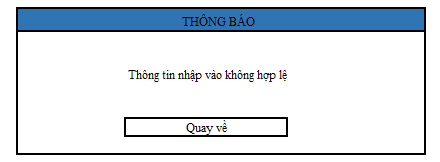 THÔNG BÁO
Thông tin nhập vào không hợp lệ
Quay về